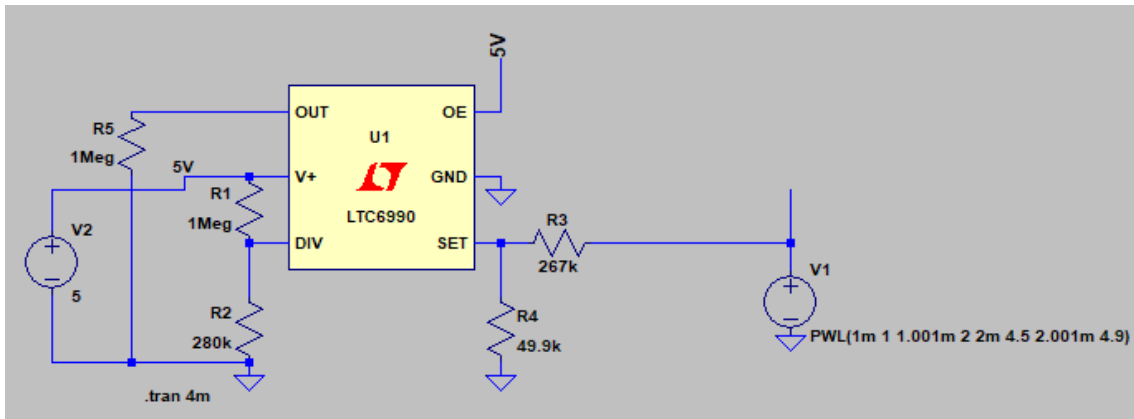 5V
OUT
OE
R5
1Meg
U1
5V
V+
GND
R1
1Meg
LTC6990
R3
V2
DIV
SET
267k
V1
5
R2
280k
R4
49.9k
PWL(1m 1 1.001m 2 2m 4.5 2.001m 4.9)
.tran 4m